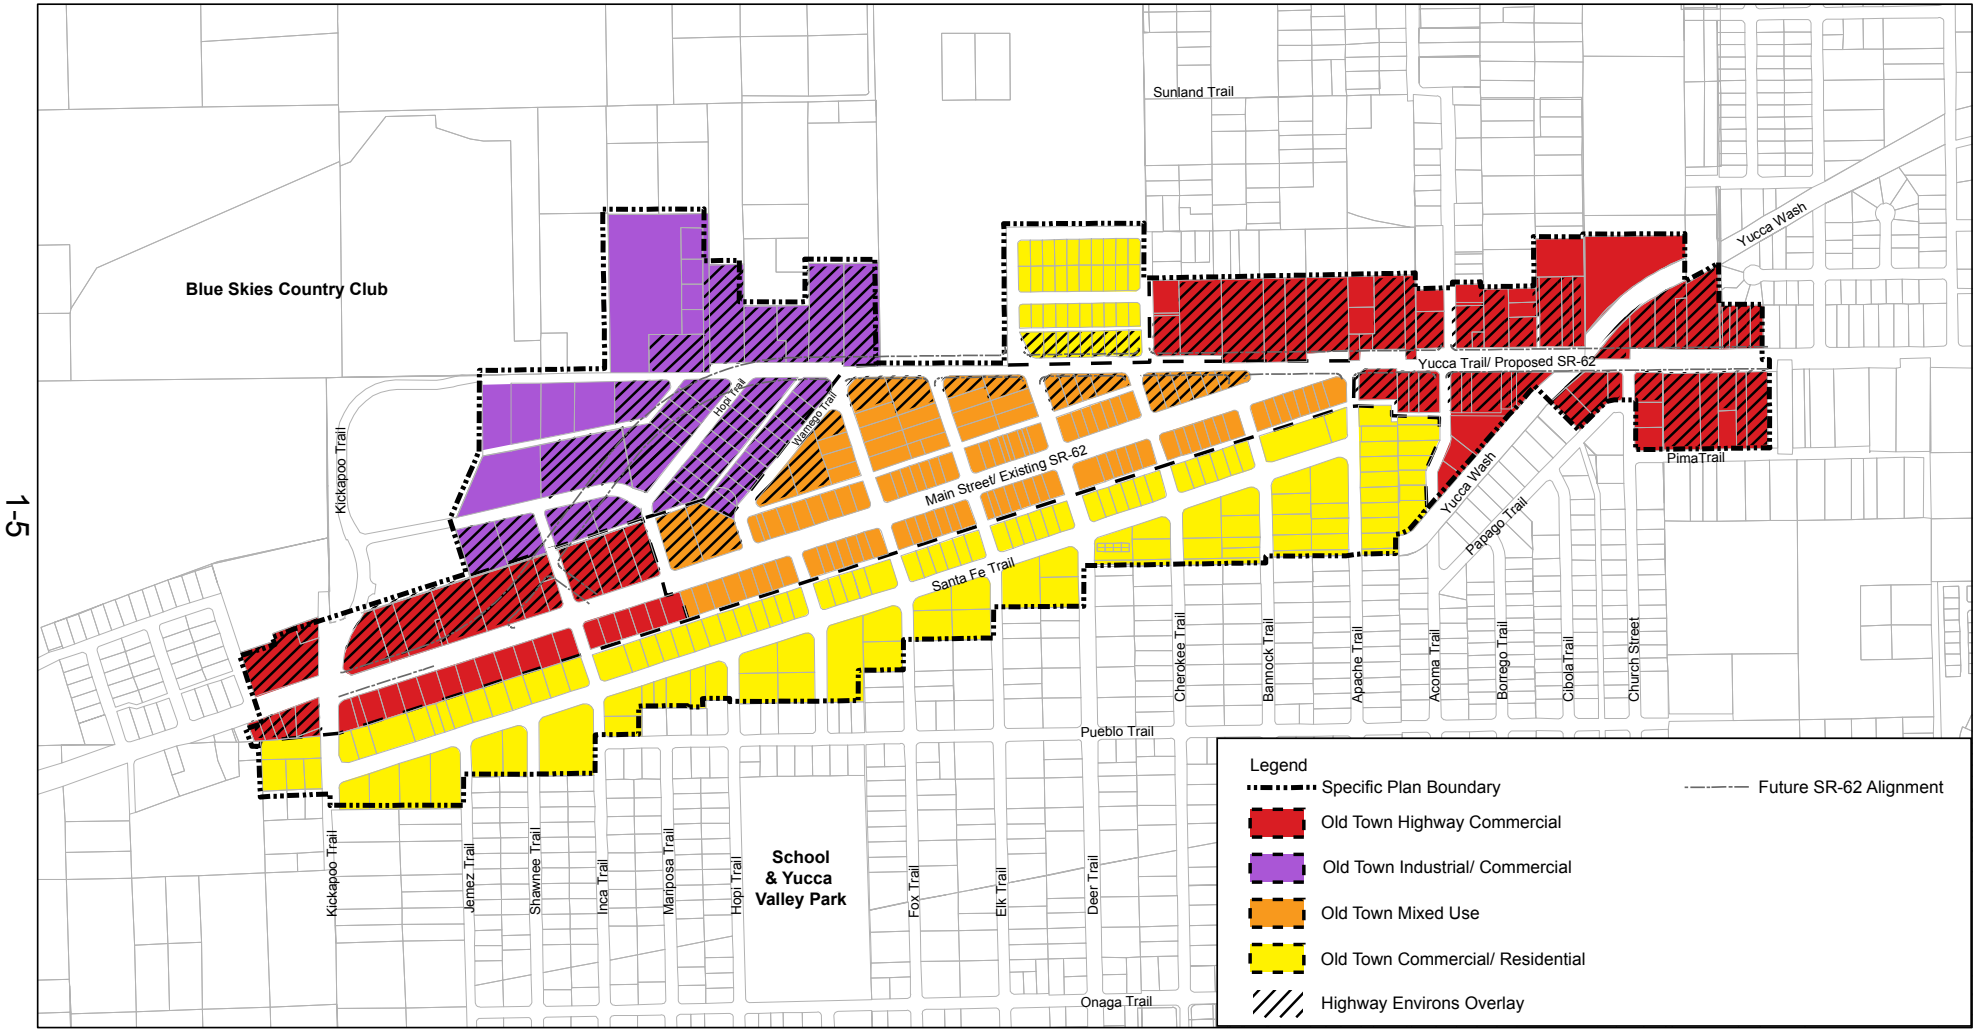 Sunland Trail
Yucca Wash
Blue Skies Country Club
Yucca Trail/ Proposed SR-62
Hopi Trail
Wamego Trail
Kickapoo Trail
Main Street/ Existing SR-62
PimaTrail
Yucca Wash
Papago Trail
1-5
Santa Fe Trail
Cherokee Trail
Bannock Trail
Apache Trail
Acoma Trail
Borrego Trail
CibolaTrail
Church Street
Pueblo Trail
Kickapoo Trail
Jemez Trail
Shawnee Trail
Inca Trail
Mariposa Trail
Hopi Trail
School
& Yucca
Valley Park
Fox Trail
Elk Trail
Deer Trail
Onaga Trail
Legend
Specific Plan Boundary
Future SR-62 Alignment
Old Town Highway Commercial
Old Town Industrial/ Commercial
Old Town Mixed Use
Old Town Commercial/ Residential
Highway Environs Overlay